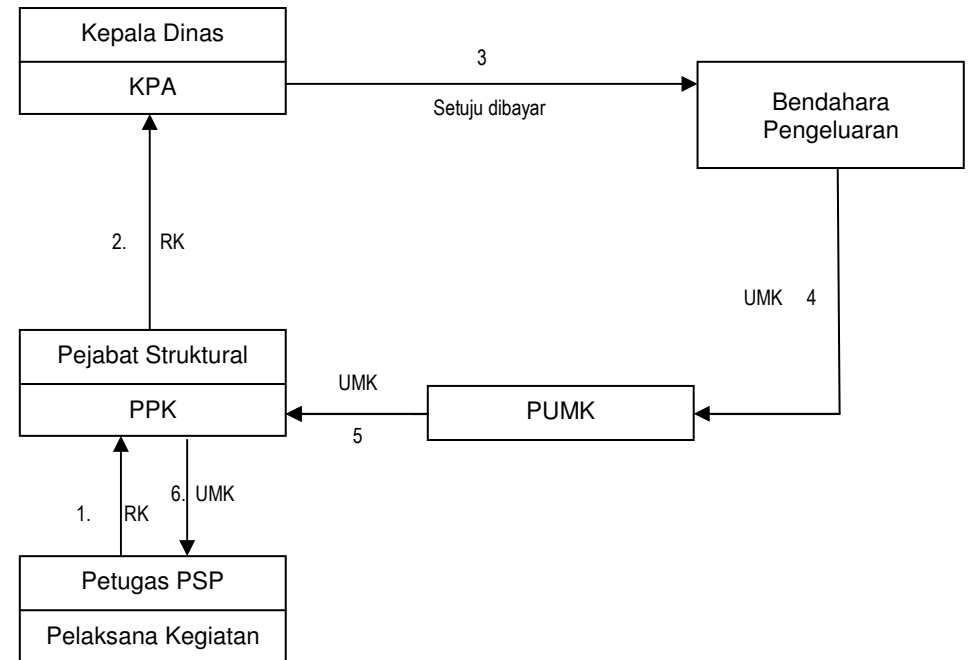 Kepala Dinas
KPA
3
Setuju dibayar
Bendahara
Pengeluaran
2. RK
UMK 4
Pejabat Struktural
PPK
UMK
5
PUMK
6. UMK
1. RK
Petugas PSP
Pelaksana Kegiatan